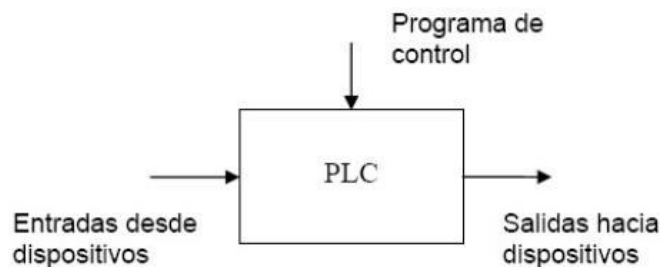 Programa de
control
PLC
Entradas desde
dispositivos
Salidas hacia
dispositivos